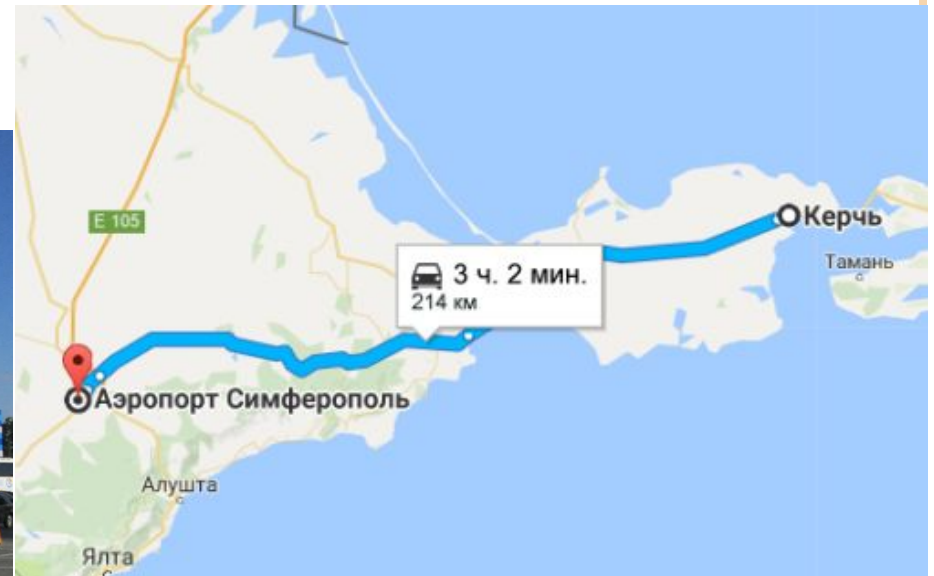 E 105
Керчь
Тамань
3 ч. 2 мин.
214 км
Аэропорт Симферополь
Алушта
Ялта